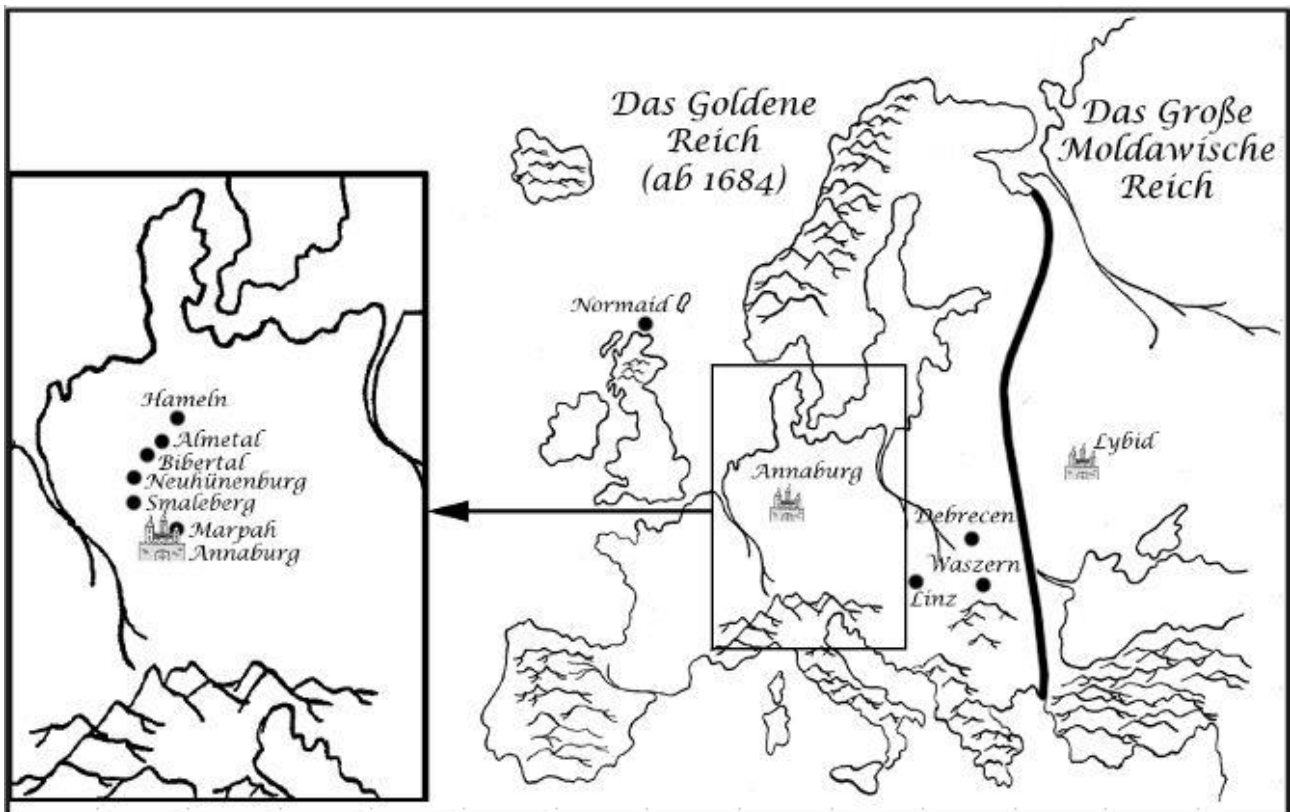 Das Goldene
Reich
(ab 1684)
Das Große
Moldawische
Reich
Normaid
Annaburg
Lybid
Debrecen
Waszern
Linz
Hameln
Almetal
Bibertal
Neuhünenburg
Smaleberg
Marpah
Annaburg